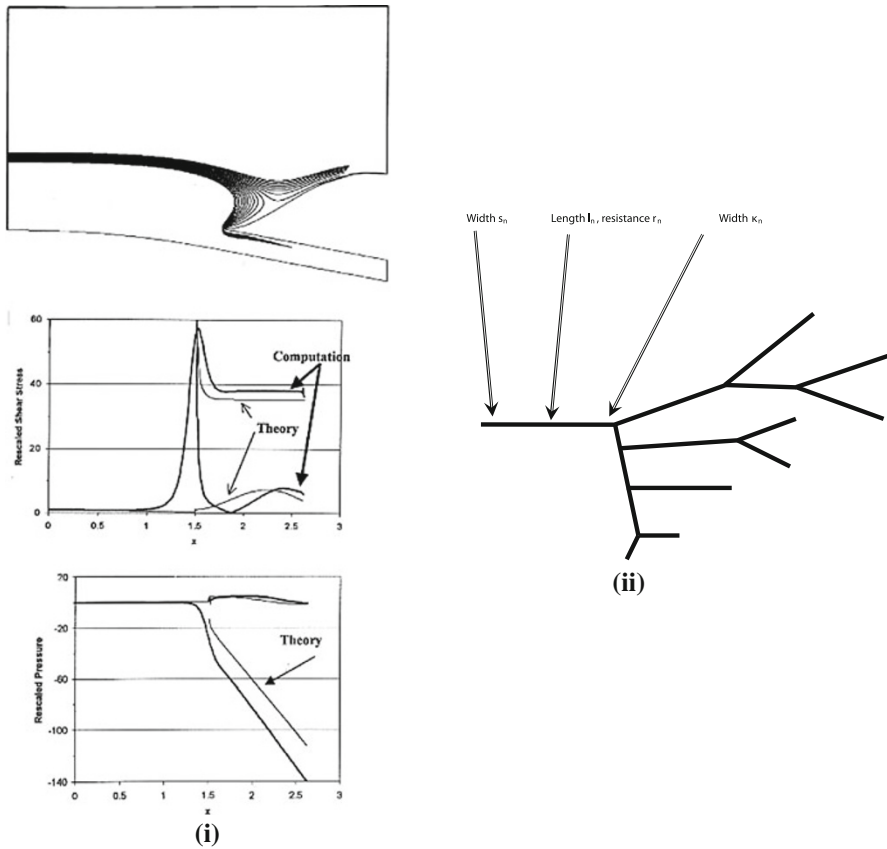 60
40
20
0
0
0.5
1
1.5
2
2.5
3
Rescaled Shear Stress
x
Computation
Theory
20
-20
-60
-100
-140
0
0.5
1
1.5
2
2.5
3
Rescaled Pressure
x
Theory
(i)
Width sn
Length ln, resistance rn
Width κn
(ii)